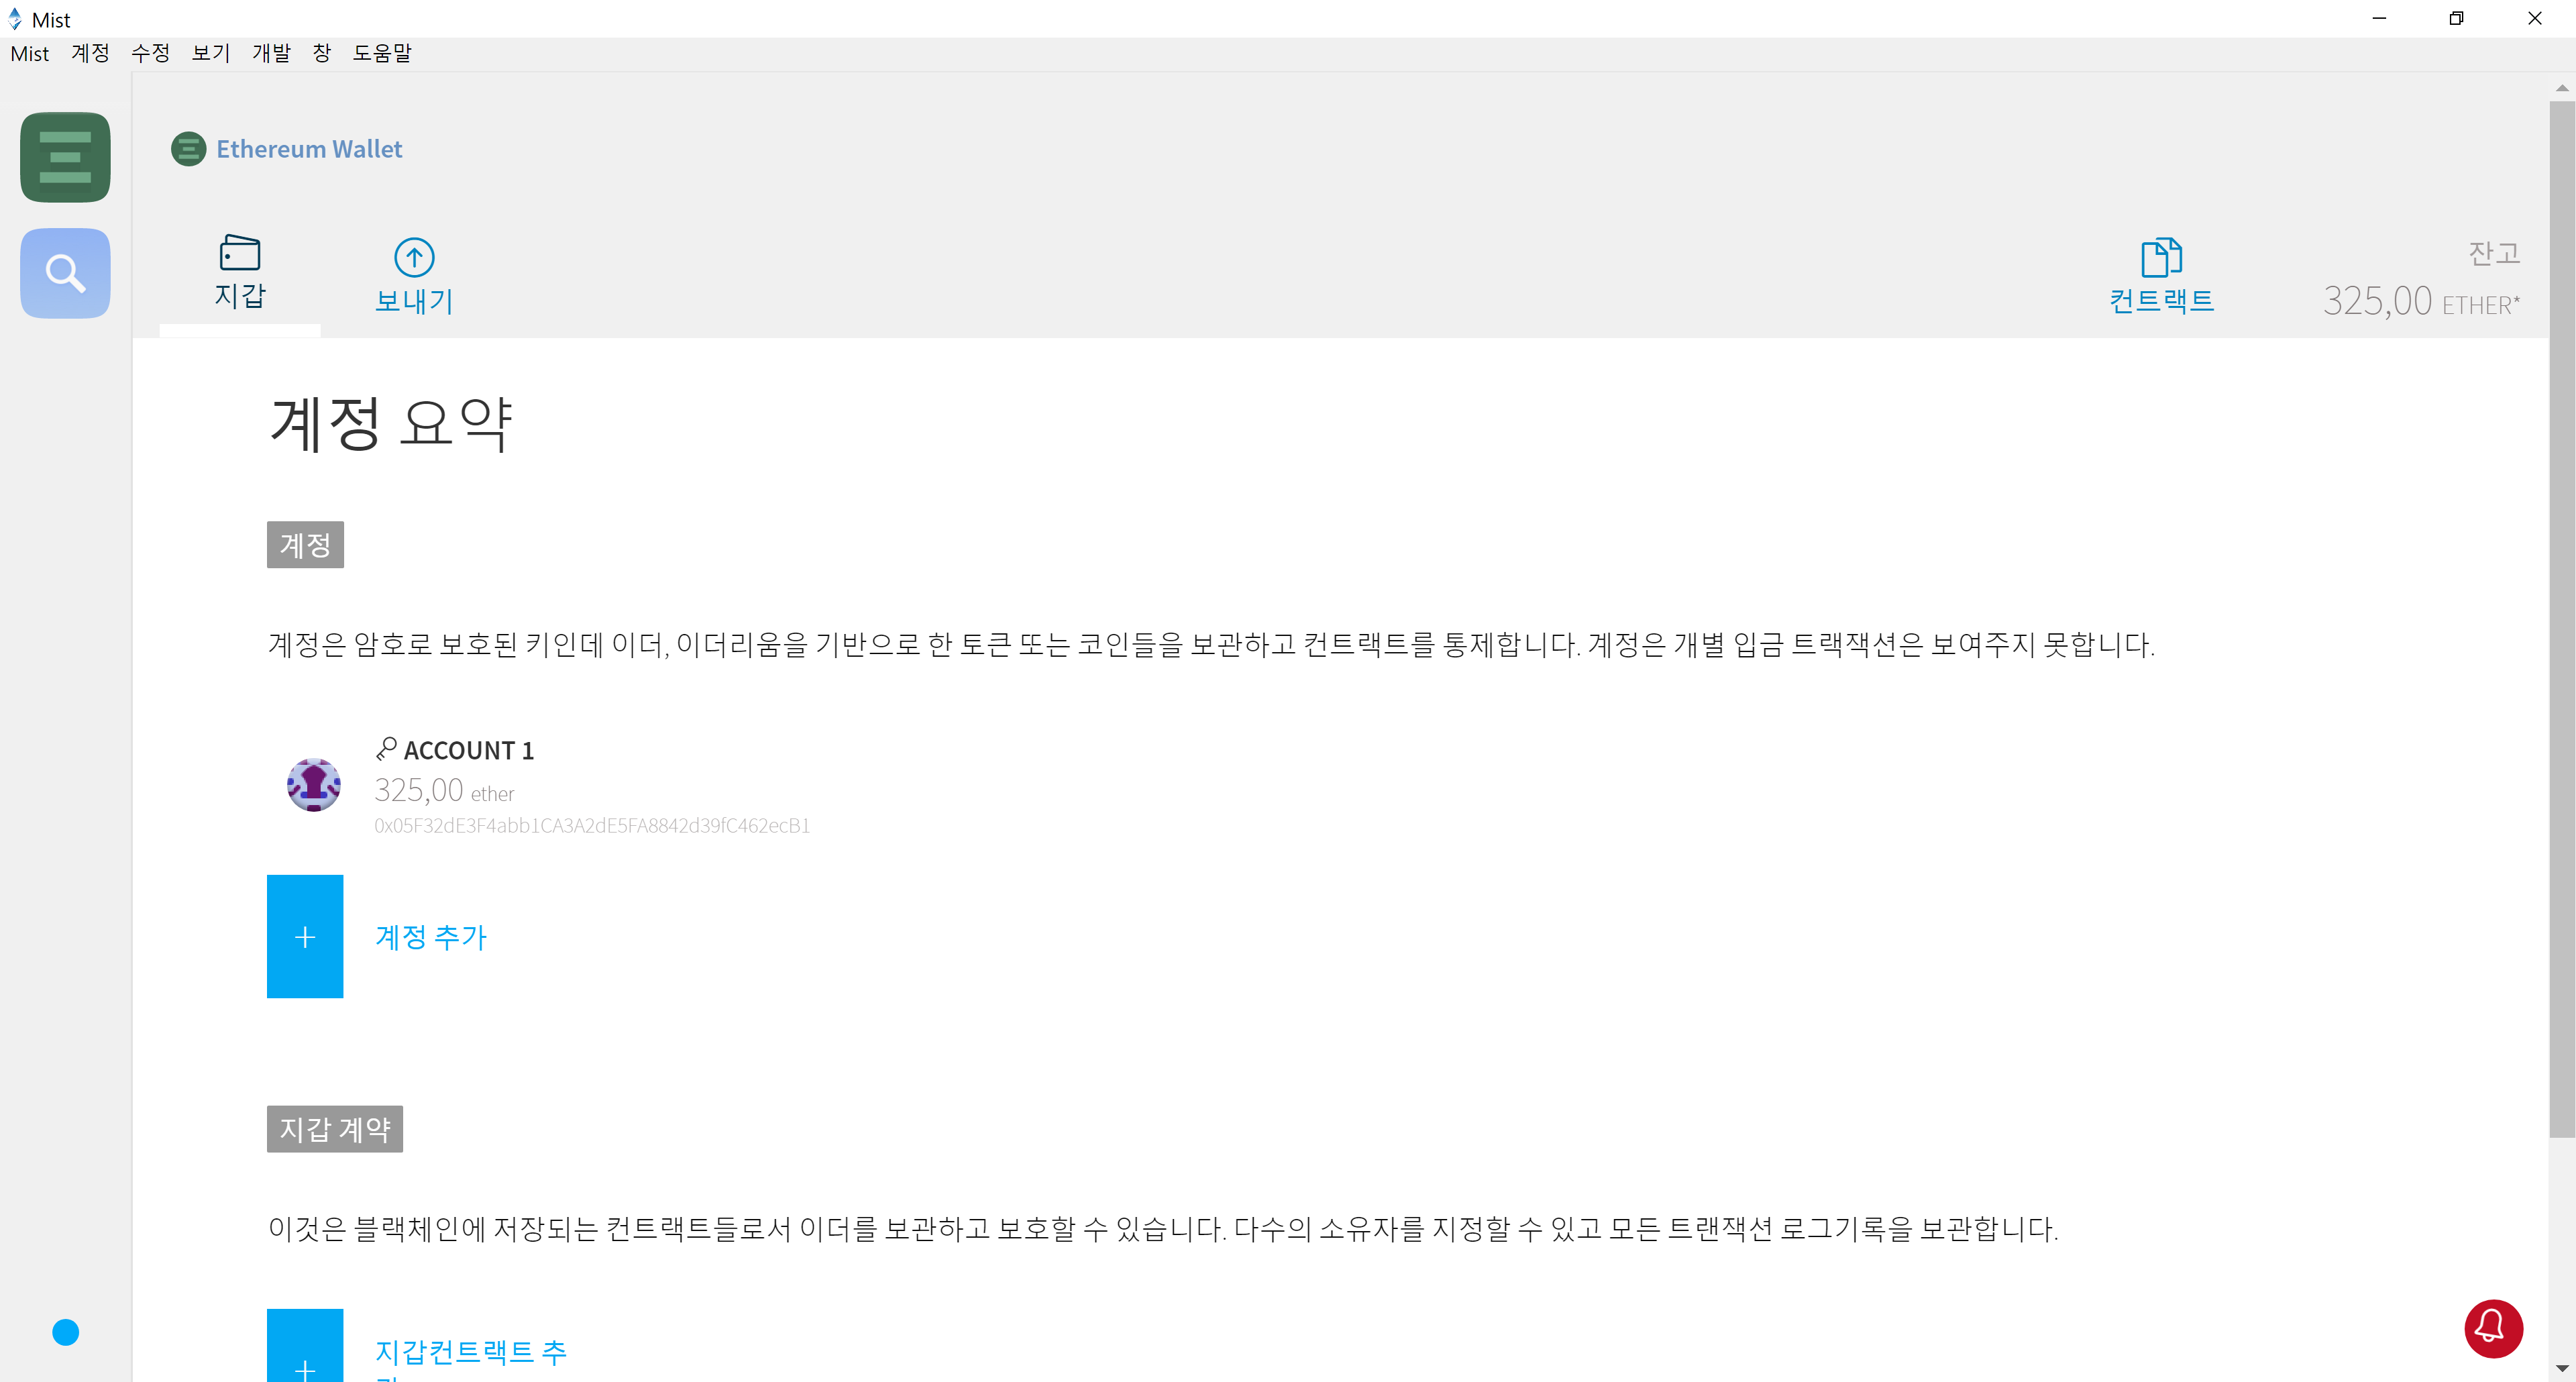 Mist
Mist 계정 수정 보기 개발 창 도움말
Ethereum Wallet
지갑
보내기
컨트랙트
잔고
325,00 ETHER*
계정 요약
계정
계정은 암호로 보호된 키인데 이더, 이더리움을 기반으로 한 토큰 또는 코인들을 보관하고 컨트랙트를 통제합니다. 계정은 개별 입금 트랙잭션은 보여주지 못합니다.
ACCOUNT 1
325,00 ether
0x05F32dE3F4abb1CA3A2dE5FA8842d39fC462ecB1
계정 추가
지갑 계약
이것은 블랙체인에 저장되는 컨트랙트들로서 이더를 보관하고 보호할 수 있습니다. 다수의 소유자를 지정할 수 있고 모든 트랜잭션 로그기록을 보관합니다.
지갑컨트랙트 추